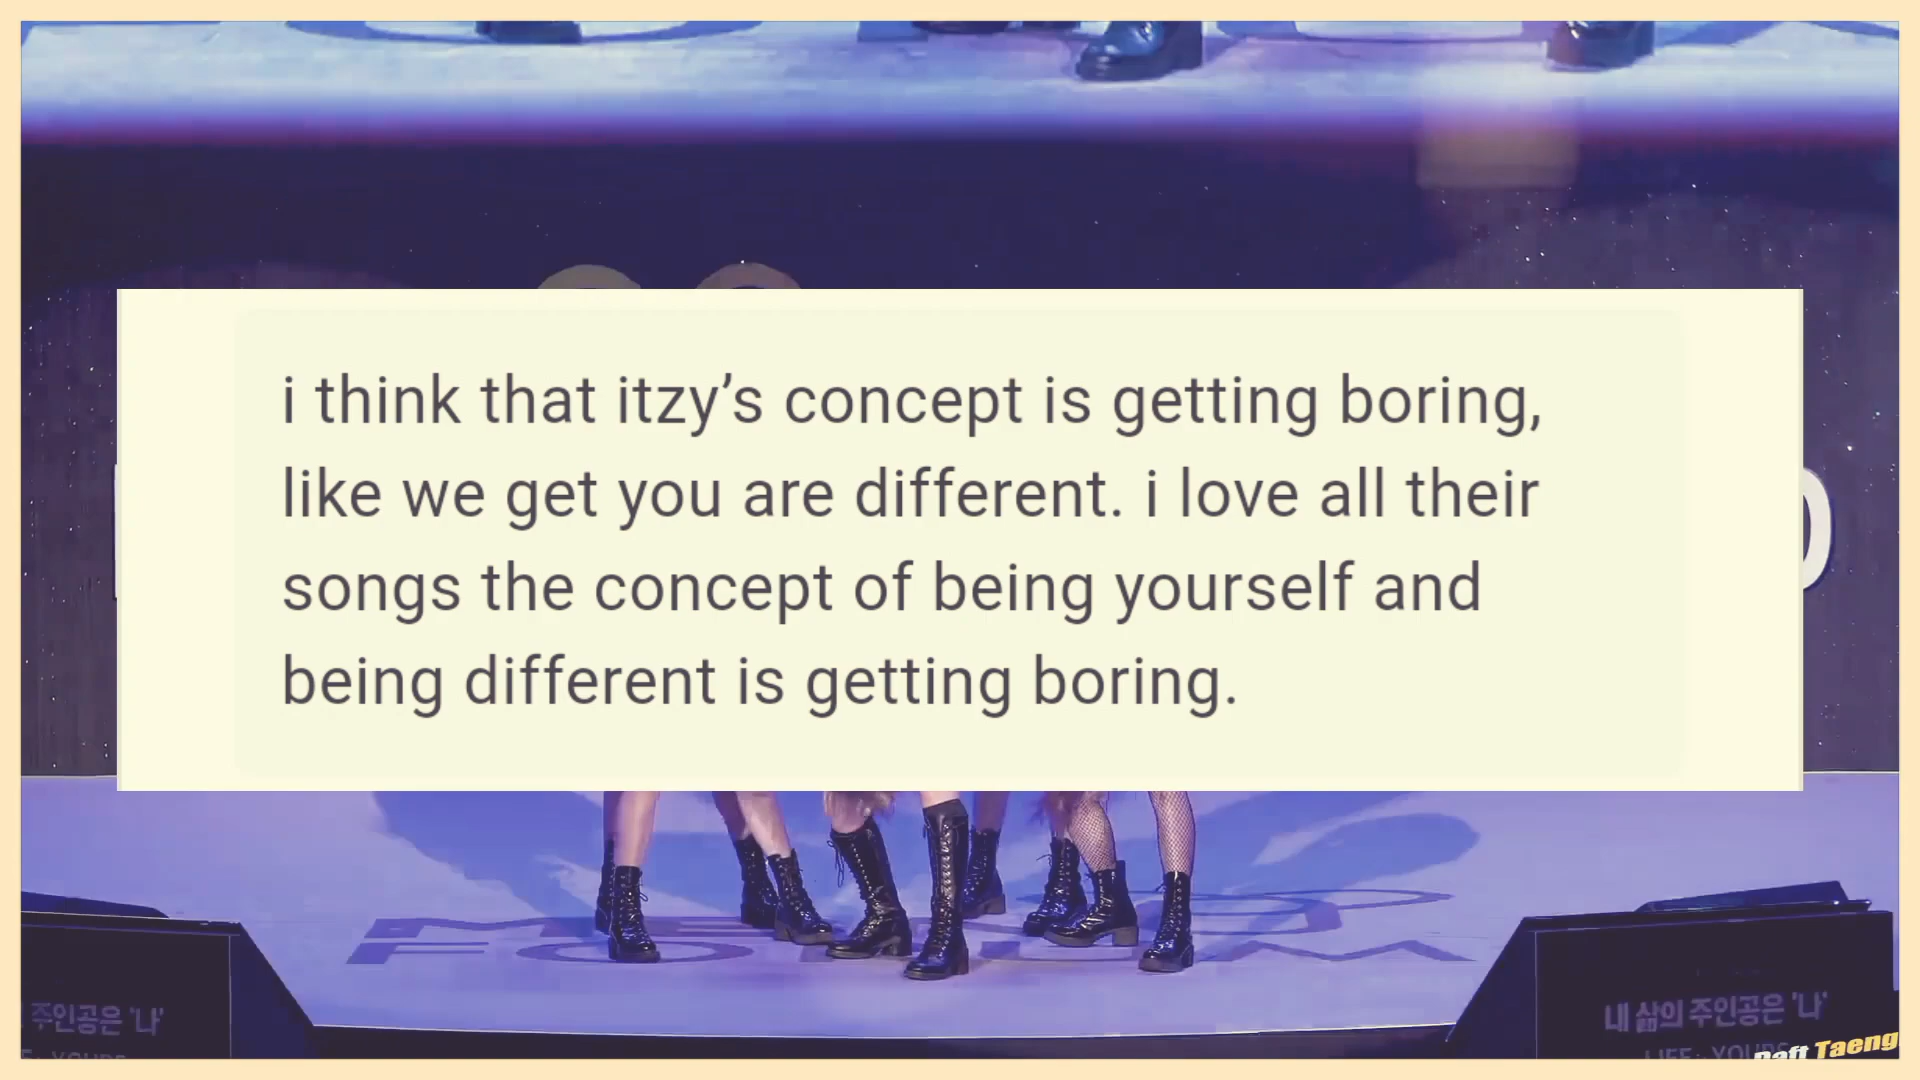 i think that itzy’s concept is getting boring,
like we get you are different. i love all their
songs the concept of being yourself and
being different is getting boring.
주인공은 '나'
내 삶의 주인공은 '나'
Taeng